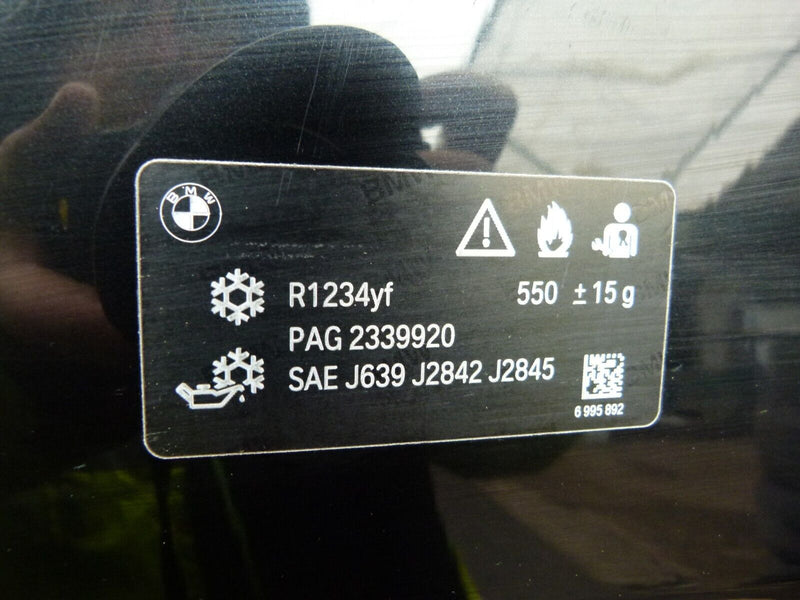 BMW
R1234yf 550 ±15 g
PAG 2339920
SAE J639 J2842 J2845
6 995 892